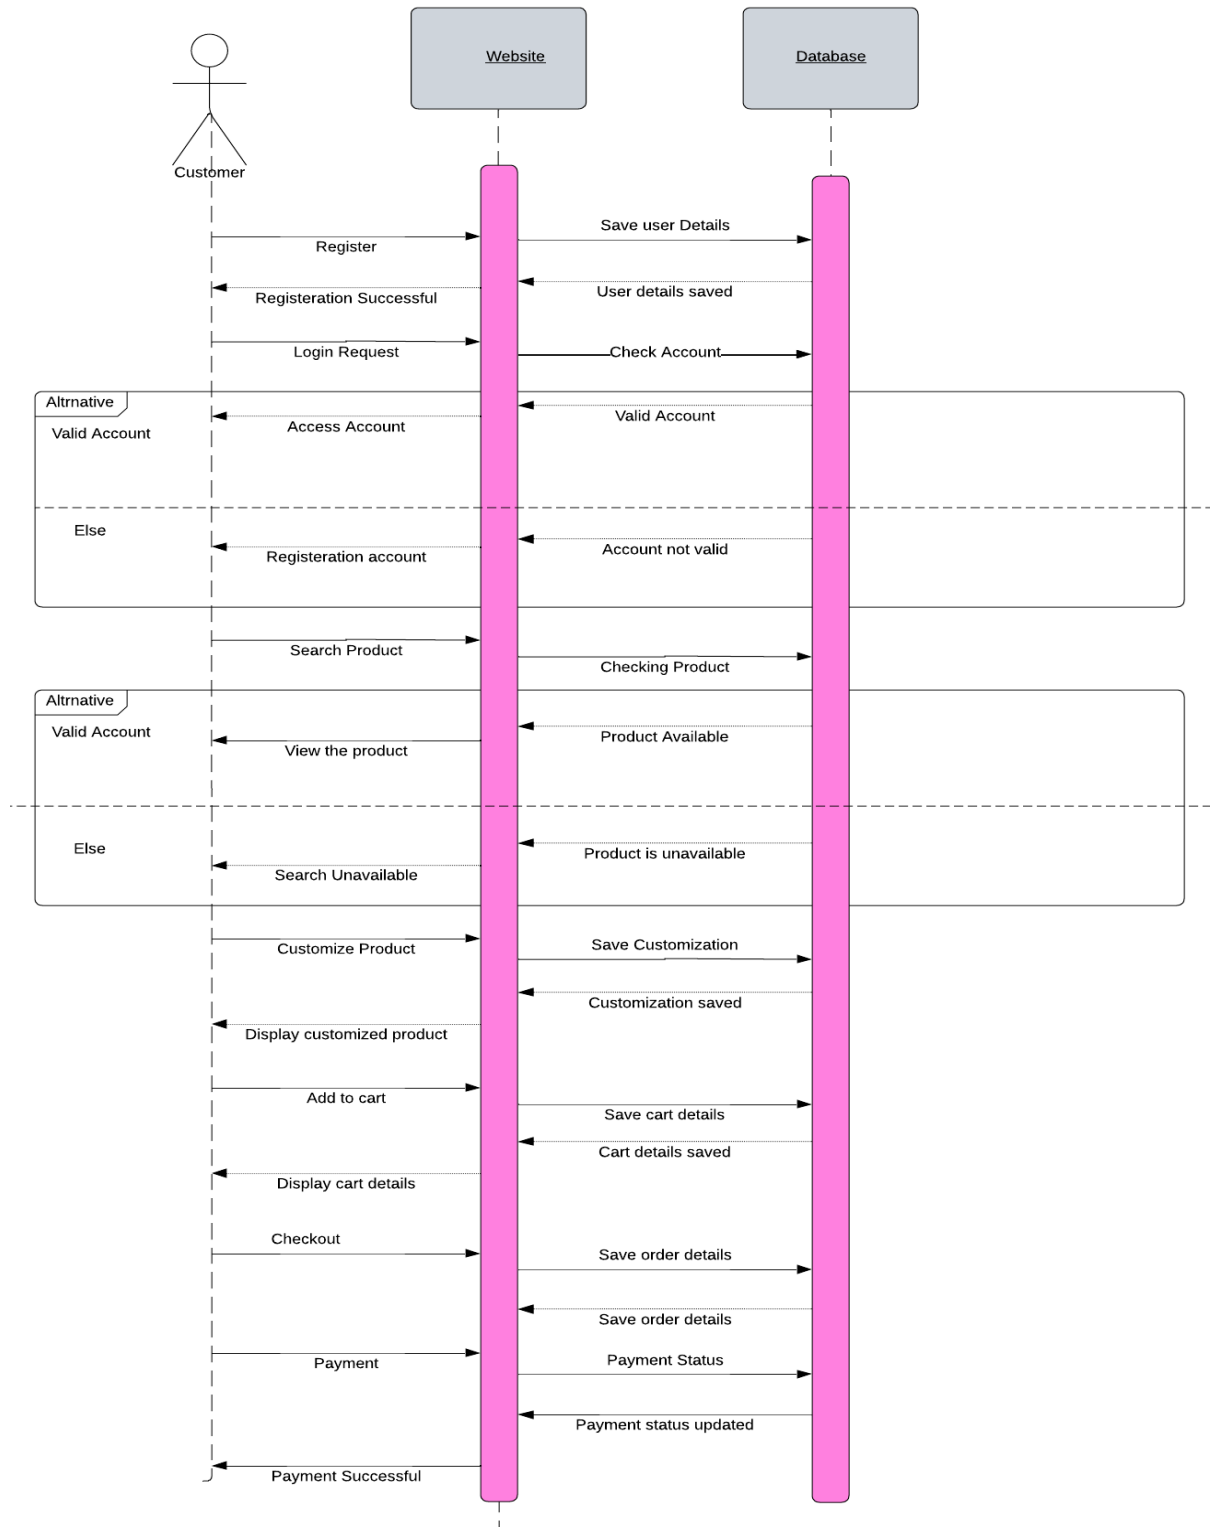 Website
Database
Customer
Save user Details
Register
User details saved
Registeration Successful
Login Request
Check Account
Altrnative
Valid Account
Access Account
Valid Account
Else
Account not valid
Registeration account
Search Product
Checking Product
Altrnative
Valid Account
Product Available
View the product
Else
Product is unavailable
Search Unavailable
Customize Product
Save Customization
Customization saved
Display customized product
Add to cart
Save cart details
Cart details saved
Display cart details
Checkout
Save order details
Save order details
Payment
Payment Status
Payment status updated
Payment Successful